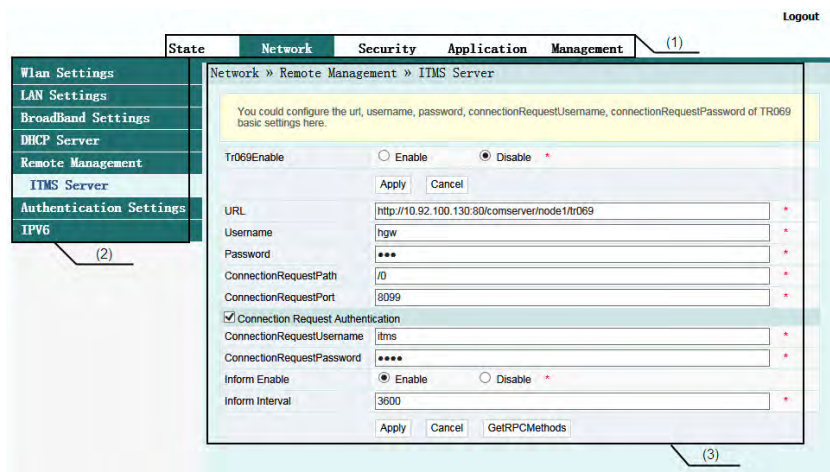 Logout
State Network Security Application Management (1)
Wlan Settings
LAN Settings
BroadBand Settings
DHCP Server
Remote Management
ITMS Server
Authentication Settings
IPV6
(2)
Network » Remote Management » ITMS Server
You could configure the url, username, password, connectionRequestUsername, connectionRequestPassword of TR069
basic settings here.
Tr069Enable Enable Disable *
Apply Cancel
URL http://10.92.100.130:80/comserver/node1/tr069 *
Username hgw *
Password ●●● *
ConnectionRequestPath /0 *
ConnectionRequestPort 8099 *
Connection Request Authentication
ConnectionRequestUsername itms *
ConnectionRequestPassword ●●●● *
Inform Enable Enable Disable *
Inform Interval 3600 *
Apply Cancel GetRPCMethods
(3)